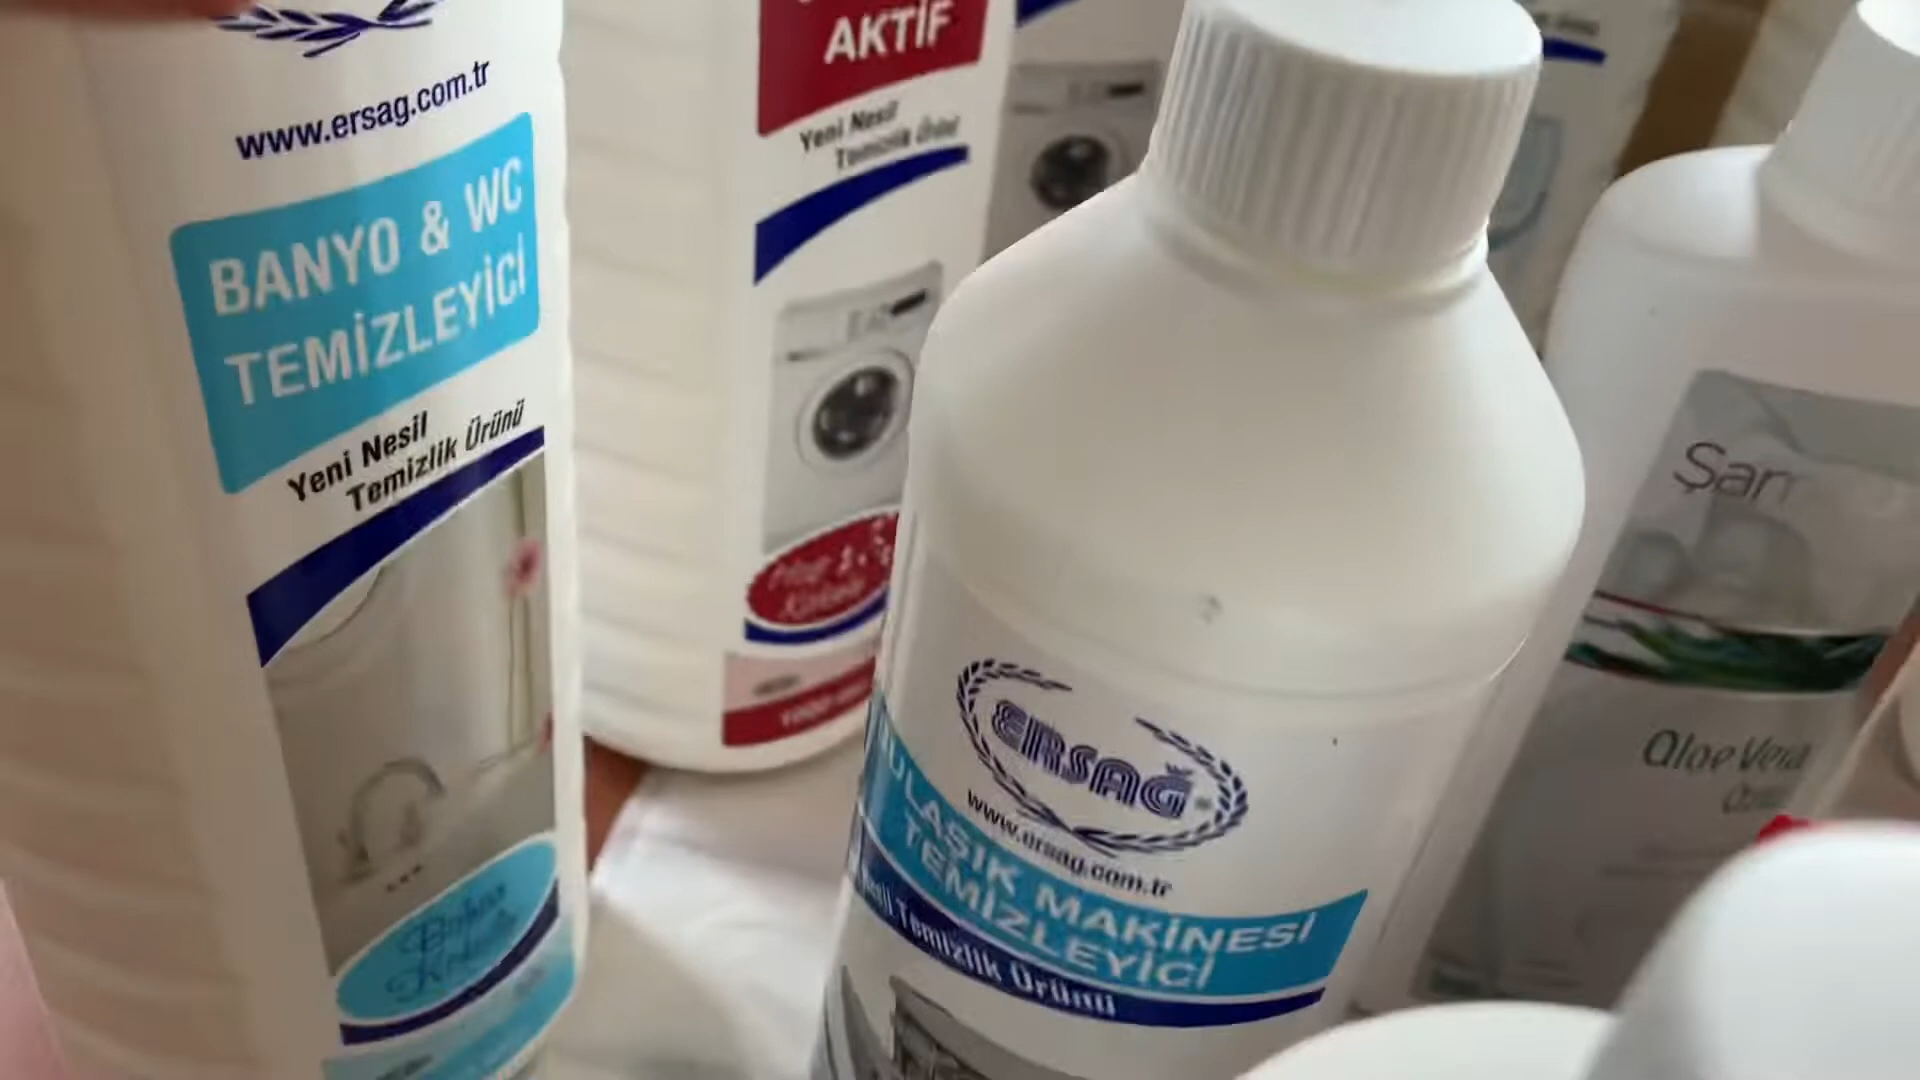 www.ersag.com.tr
BANYO & WC
TEMİZLEYİCİ
Yeni Nesil
Temizlik Ürünü
AKTİF
Yeni Nesil
Temizlik Ürünü
ERSAĞ
www.ersag.com.tr
ULAŞIK MAKİNESİ
TEMİZLEYİCİ
Temizlik Ürünü
Aloe Vera